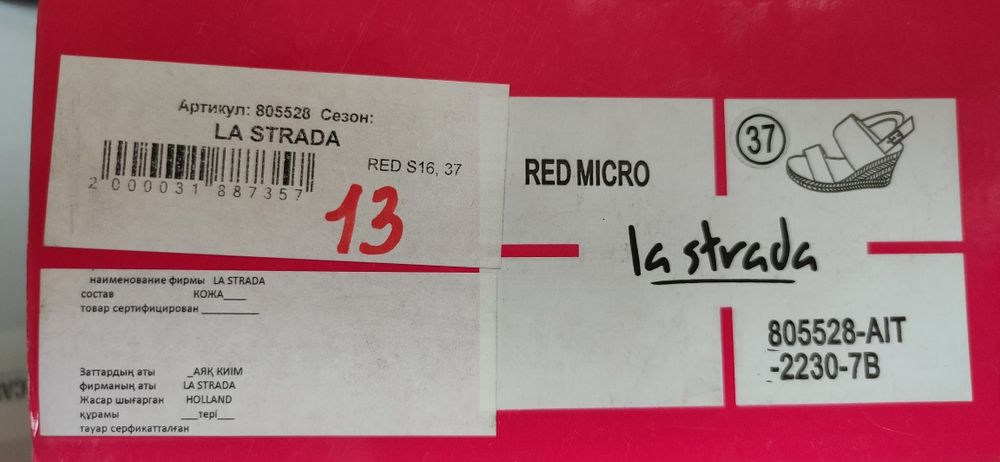 Артикул: 805528 Сезон:
LA STRADA
RED S16, 37
2 000031 887357
13
наименование фирмы LA STRADA
состав КОЖА____
товар сертифицирован __________
Заттардың аты _АЯҚ КИІМ
фирманың аты LA STRADA
Жасар шығарған HOLLAND
құрамы ___тері___
тауар серфикатталған
RED MICRO
37
la strada
805528-AIT
-2230-7B